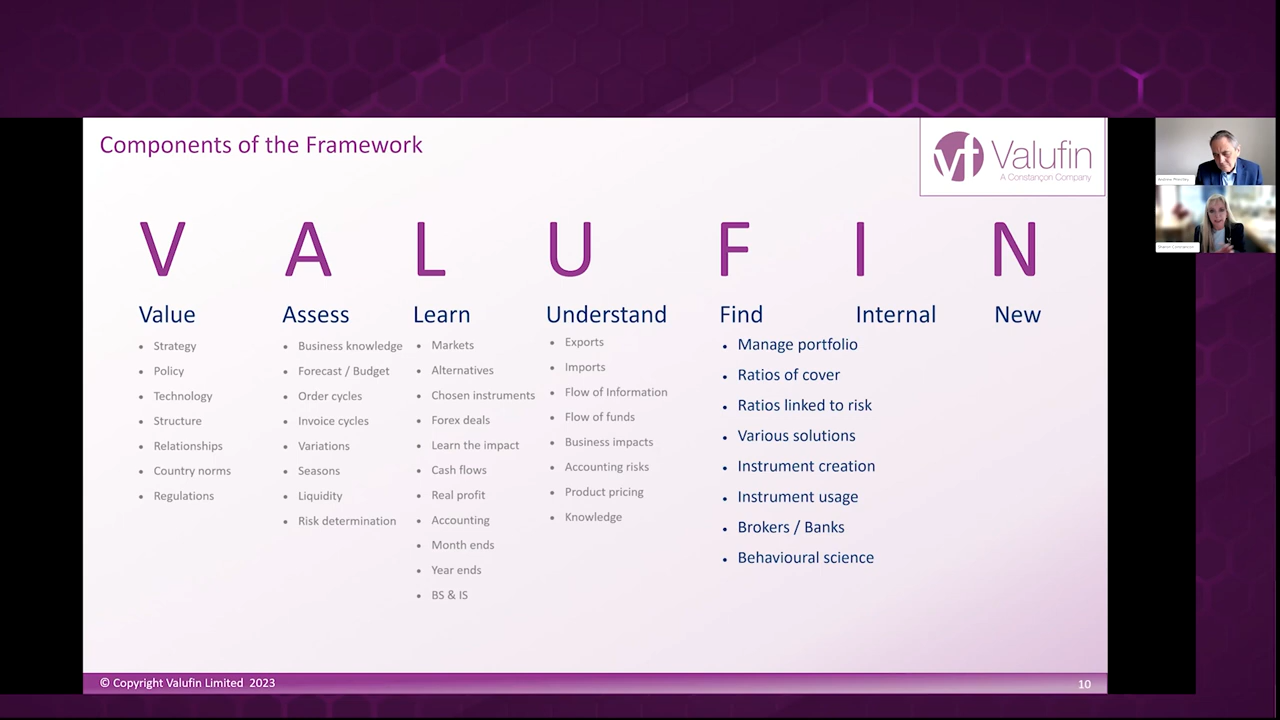 Components of the Framework
vf Valufin
A Constançon Company
V A L U F I N
Value Assess Learn Understand Find Internal New
• Strategy
• Policy
• Technology
• Structure
• Relationships
• Country norms
• Regulations
• Business knowledge
• Forecast / Budget
• Order cycles
• Invoice cycles
• Variations
• Seasons
• Liquidity
• Risk determination
• Markets
• Alternatives
• Chosen instruments
• Forex deals
• Learn the impact
• Cash flows
• Real profit
• Accounting
• Month ends
• Year ends
• BS & IS
• Exports
• Imports
• Flow of Information
• Flow of funds
• Business impacts
• Accounting risks
• Product pricing
• Knowledge
• Manage portfolio
• Ratios of cover
• Ratios linked to risk
• Various solutions
• Instrument creation
• Instrument usage
• Brokers / Banks
• Behavioural science
© Copyright Valufin Limited 2023
10